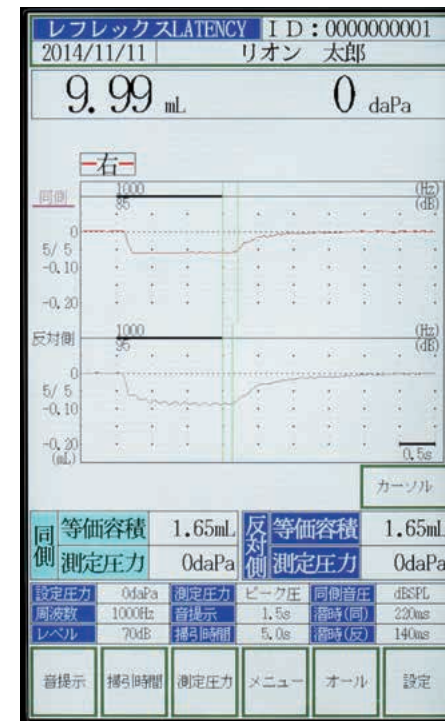 レフレックスLATENCY ID:0000000001
2014/11/11 リオン 太郎
9.99 mL 0 daPa
右
同側 1000 (Hz)
95 (dB)
0
5/ 5
-0.10
-0.20
反対側 1000 (Hz)
95 (dB)
0
5/ 5
-0.10
-0.20
(mL) 0.5s
カーソル
同側 等価容積 1.65mL 反対側 等価容積 1.65mL
測定圧力 0daPa 測定圧力 0daPa
設定圧力 0daPa 測定圧力 ピーク圧 同側音圧 dBSPL
周波数 1000Hz 音提示 1.5s 潜時(同) 220ms
レベル 70dB 掃引時間 5.0s 潜時(反) 140ms
音提示 掃引時間 測定圧力 メニュー オール 設定